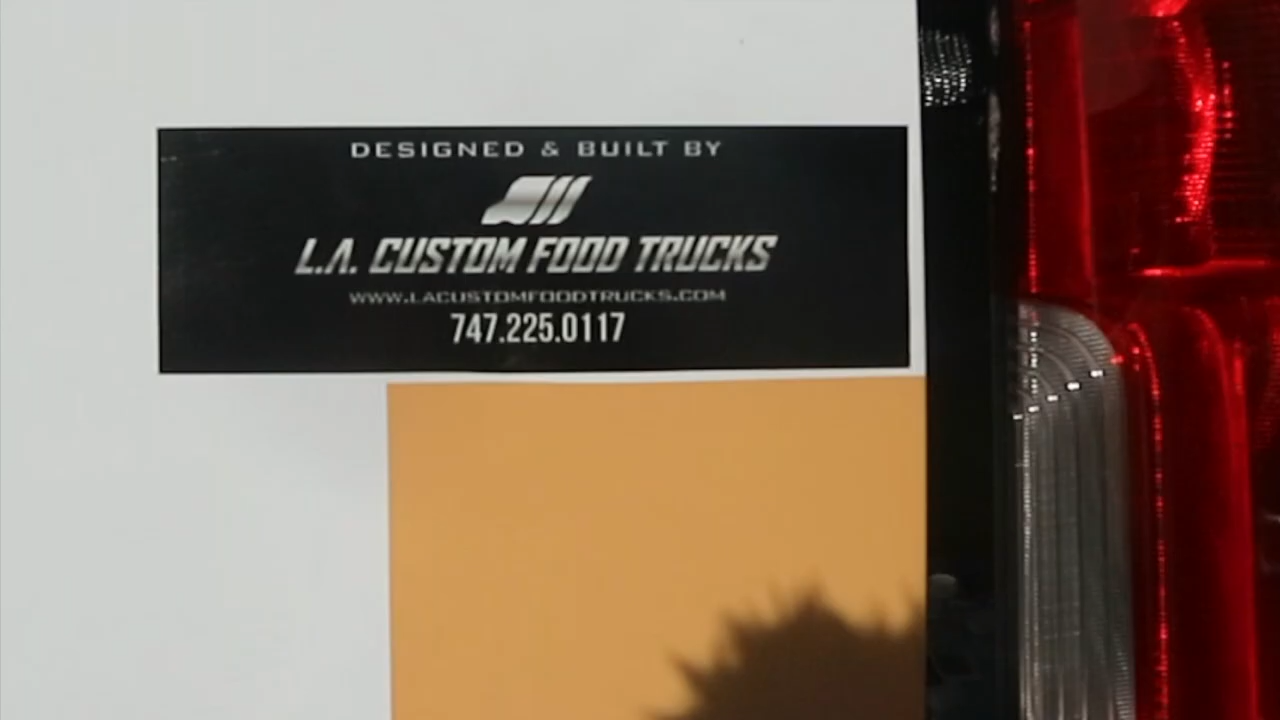 DESIGNED & BUILT BY
L.A. CUSTOM FOOD TRUCKS
WWW.LACUSTOMFOODTRUCKS.COM
747.225.0117